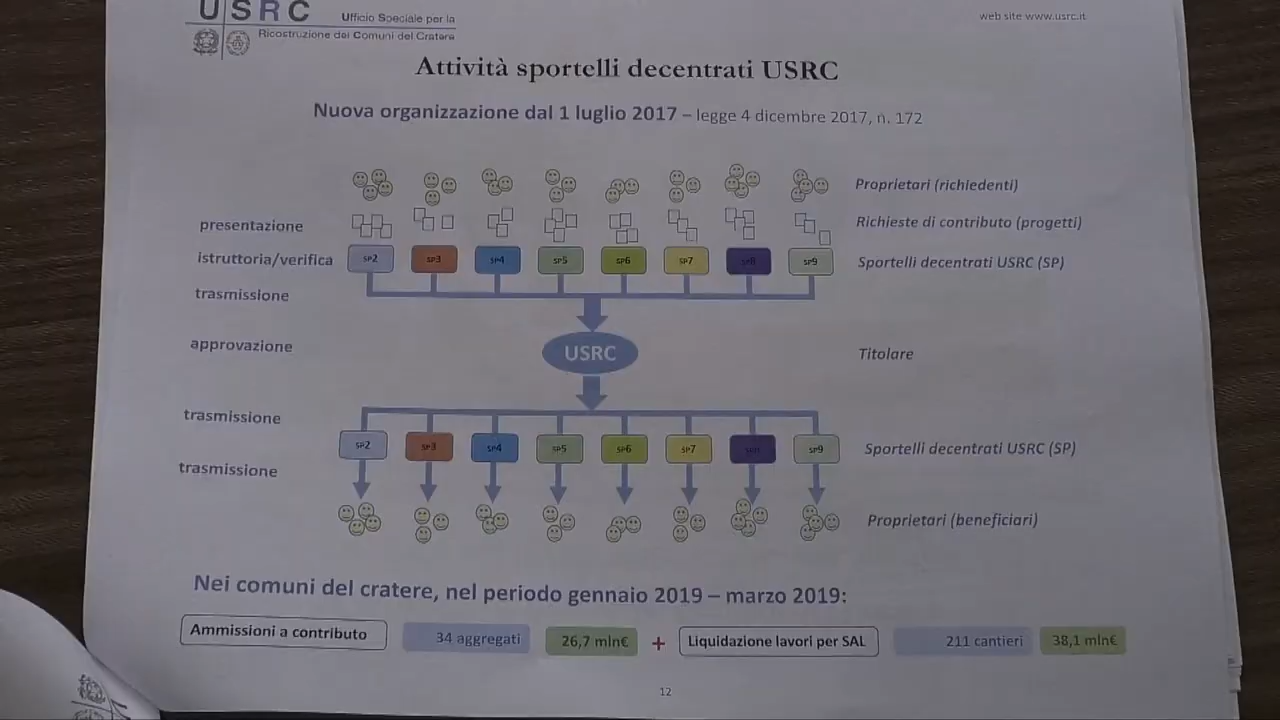 USRC
Ufficio Speciale per la
Ricostruzione dei Comuni del Cratere
web site www.usrc.it
Attività sportelli decentrati USRC
Nuova organizzazione dal 1 luglio 2017 – legge 4 dicembre 2017, n. 172
Proprietari (richiedenti)
presentazione
Richieste di contributo (progetti)
istruttoria/verifica
SP2 SP3 SP4 SP5 SP6 SP7 SP8 SP9
Sportelli decentrati USRC (SP)
trasmissione
approvazione
USRC
Titolare
trasmissione
SP2 SP3 SP4 SP5 SP6 SP7 SP9
Sportelli decentrati USRC (SP)
trasmissione
Proprietari (beneficiari)
Nei comuni del cratere, nel periodo gennaio 2019 – marzo 2019:
Ammissioni a contributo 34 aggregati 26,7 mln€ + Liquidazione lavori per SAL 211 cantieri 38,1 mln€
12